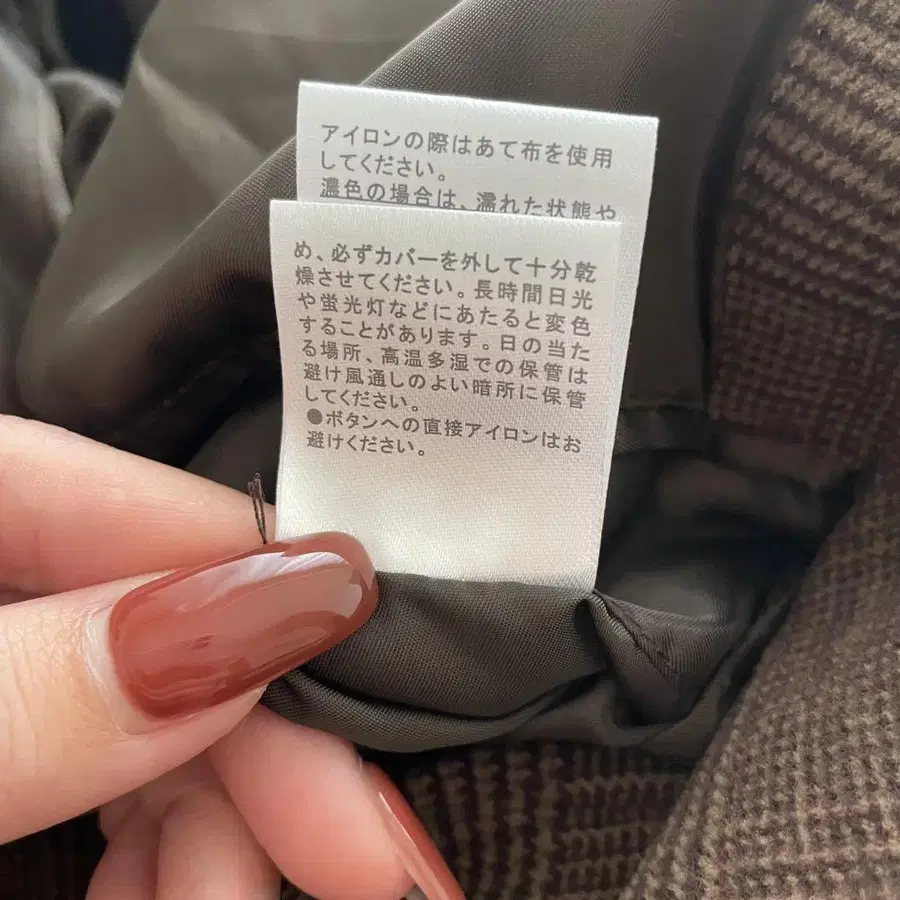 アイロンの際はあて布を使用
してください。
濃色の場合は、濡れた状態や
め、必ずカバーを外して十分乾
燥させてください。長時間日光
や蛍光灯などにあたると変色
することがあります。日の当た
る場所、高温多湿での保管は
避け風通しのよい暗所に保管
してください。
●ボタンへの直接アイロンはお
避けください。